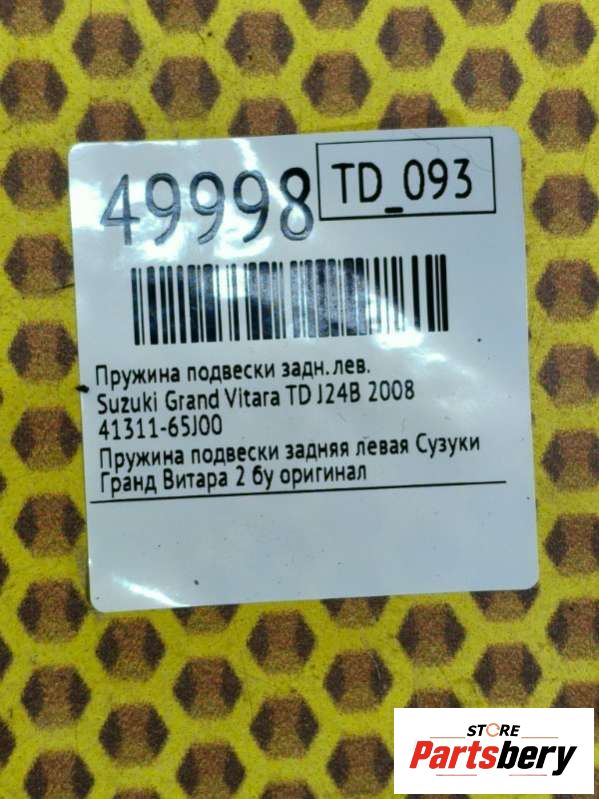 49998
TD_093
Пружина подвески задн.лев.
Suzuki Grand Vitara TD J24B 2008
41311-65J00
Пружина подвески задняя левая Сузуки
Гранд Витара 2 бу оригинал
STORE
Partsbery